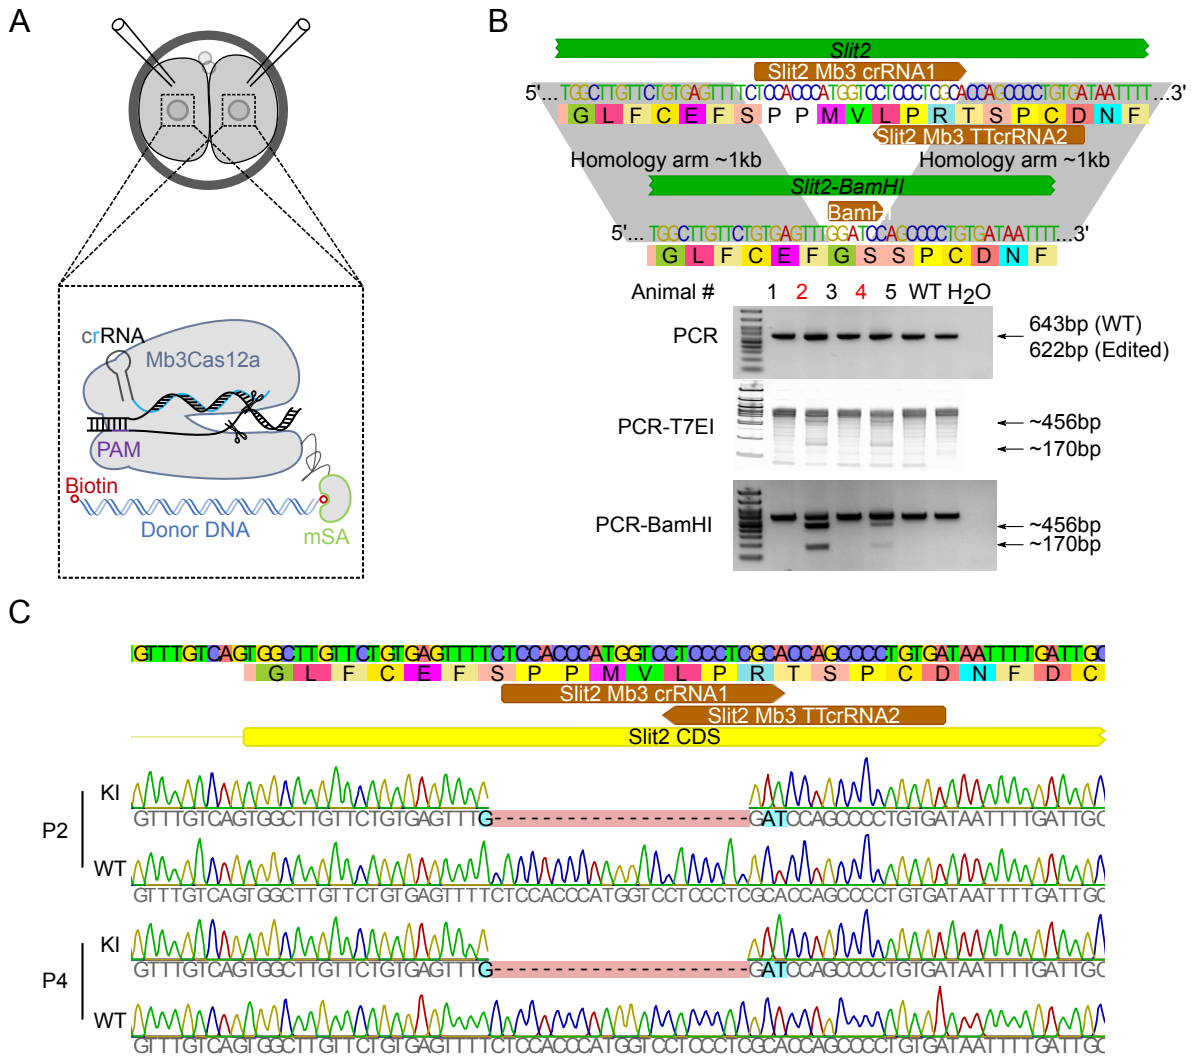 A
crRNA
Mb3Cas12a
PAM
Biotin
Donor DNA
mSA
B
Slit2
Slit2 Mb3 crRNA1
5'...TGGCTTGTTCTGTGAGTTTTCTCCACCCATGGTCCTCCCTCGCACCAGCCCCTGTGATAATTTT...3'
G L F C E F S P P M V L P R T S P C D N F
Slit2 Mb3 TTcrRNA2
Homology arm ~1kb
Homology arm ~1kb
Slit2-BamHI
BamHI
5'...TGGCTTGTTCTGTGAGTTTGGATCCAGCCCCTGTGATAATTTT...3'
G L F C E F G S S P C D N F
Animal # 1 2 3 4 5 WT H2O
PCR
643bp (WT)
622bp (Edited)
PCR-T7EI
~456bp
~170bp
PCR-BamHI
~456bp
~170bp
C
GTTTGTCAGTGGCTTGTTCTGTGAGTTTTCTCCACCCATGGTCCTCCCTCGCACCAGCCCCTGTGATAATTTTGATTGC
G L F C E F S P P M V L P R T S P C D N F D C
Slit2 Mb3 crRNA1
Slit2 Mb3 TTcrRNA2
Slit2 CDS
P2
KI
GTTTGTCAGTGGCTTGTTCTGTGAGTTTG---------------------GATCCAGCCCCTGTGATAATTTTGATTGC
WT
GTTTGTCAGTGGCTTGTTCTGTGAGTTTTCTCCACCCATGGTCCTCCCTCGCACCAGCCCCTGTGATAATTTTGATTGC
P4
KI
GTTTGTCAGTGGCTTGTTCTGTGAGTTTG---------------------GATCCAGCCCCTGTGATAATTTTGATTGC
WT
GTTTGTCAGTGGCTTGTTCTGTGAGTTTTCTCCACCCATGGTCCTCCCTCGCACCAGCCCCTGTGATAATTTTGATTGC